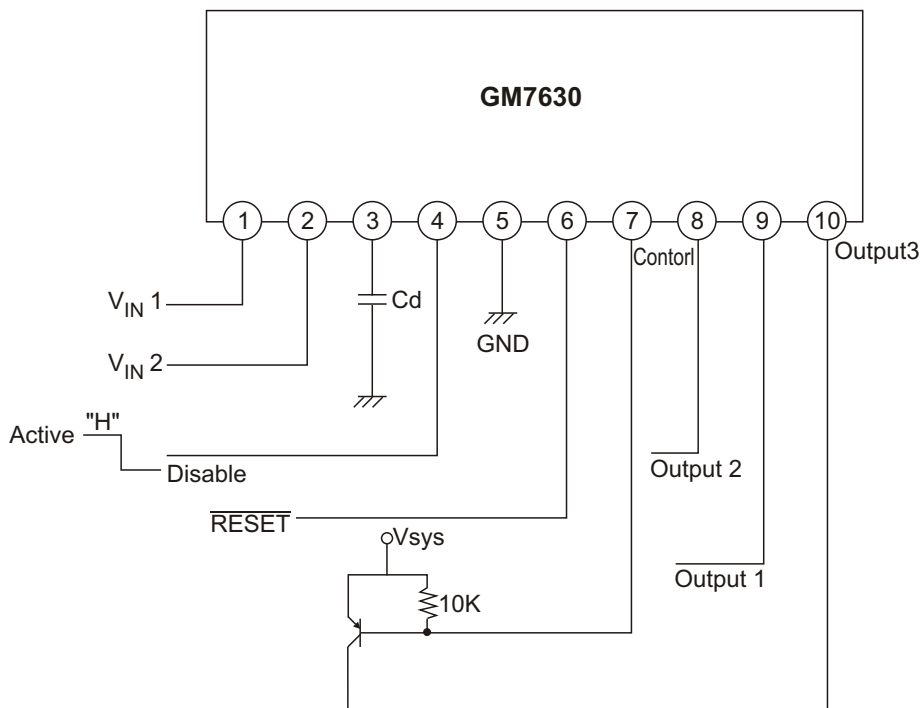 GM7630
1 2 3 4 5 6 7 8 9 10
Contorl
Output3
V_IN 1
Cd
GND
V_IN 2
"H"
Active
Disable
Output 2
RESET
Vsys
Output 1
10K